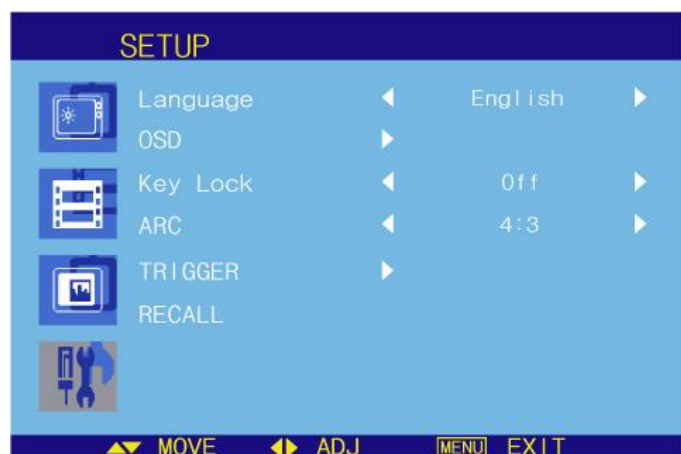 SETUP
Language English
OSD
Key Lock Off
ARC 4:3
TRIGGER
RECALL
MOVE ADJ MENU EXIT